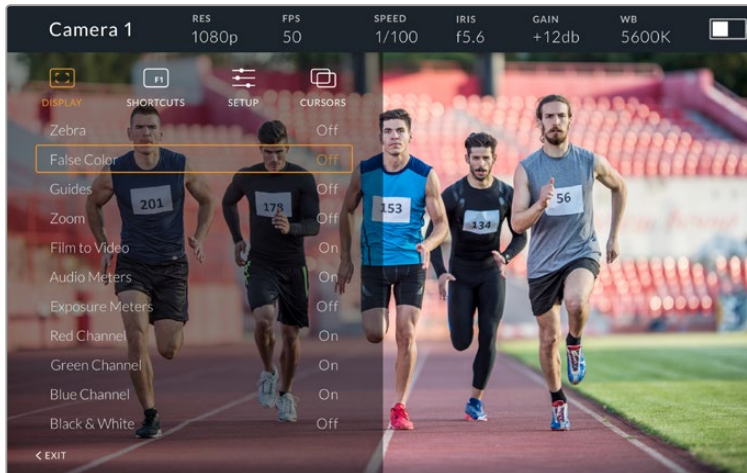 Camera 1
RES
1080p
FPS
50
SPEED
1/100
IRIS
f5.6
GAIN
+12db
WB
5600K
F1
DISPLAY
SHORTCUTS
SETUP
CURSORS
Zebra Off
False Color Off
Guides Off
Zoom Off
Film to Video On
Audio Meters On
Exposure Meters Off
Red Channel On
Green Channel On
Blue Channel On
Black & White Off
< EXIT
201
178
153
134
56